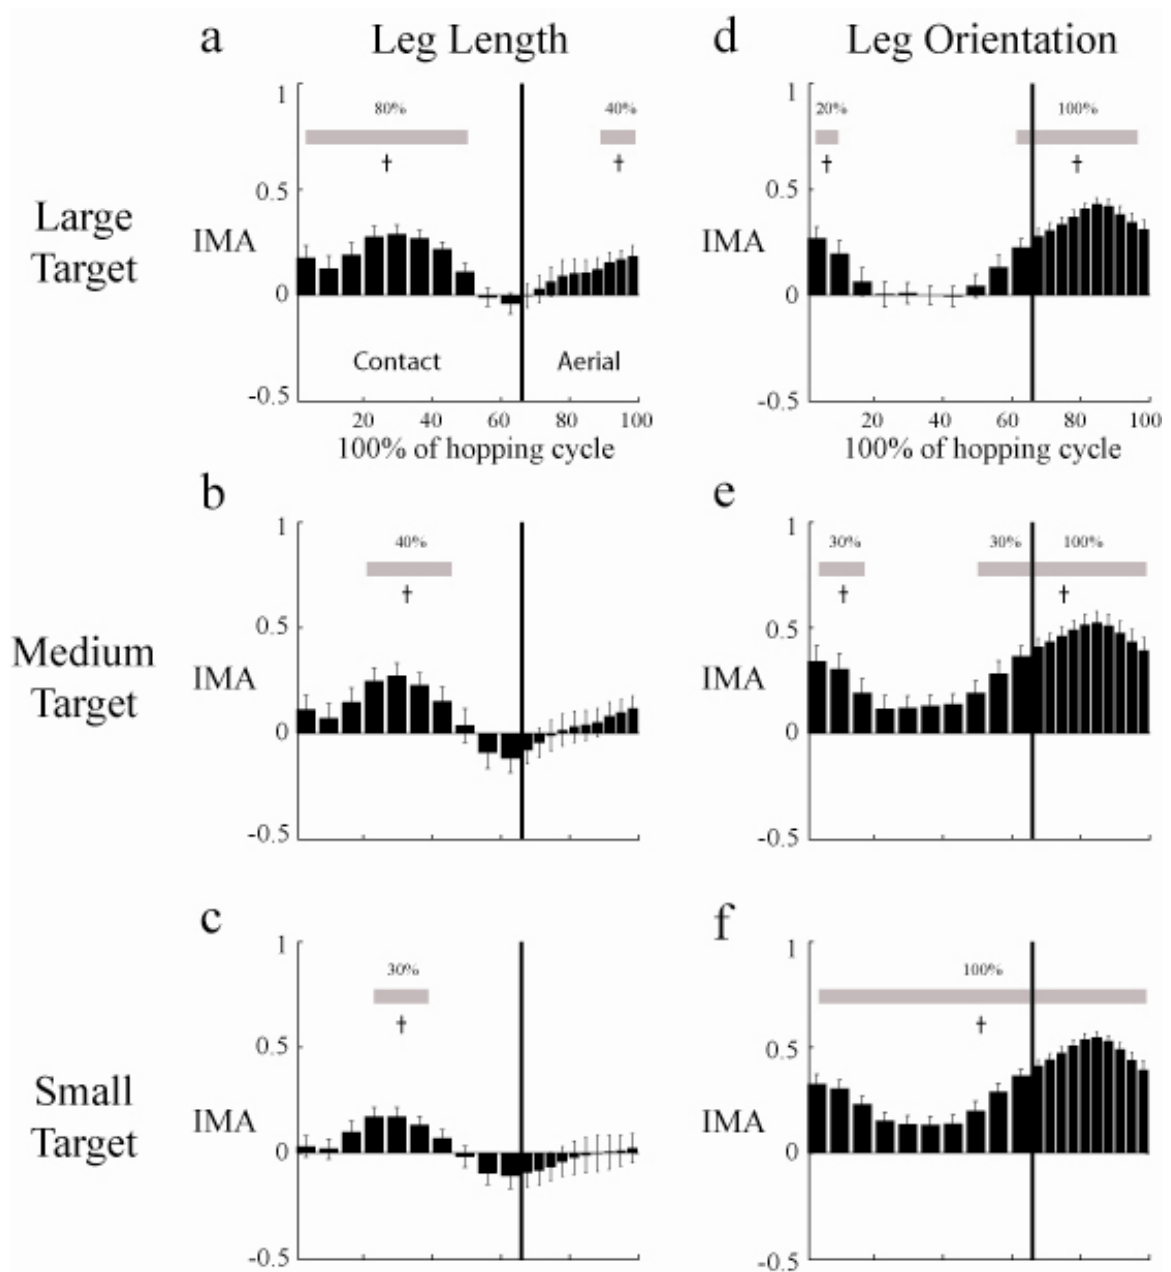 a
Leg Length
d
Leg Orientation
Large
Target
IMA
1
0.5
0
-0.5
80%
†
40%
†
Contact
Aerial
20 40 60 80 100
100% of hopping cycle
IMA
1
0.5
0
-0.5
20%
†
100%
†
20 40 60 80 100
100% of hopping cycle
b
e
Medium
Target
IMA
1
0.5
0
-0.5
40%
†
IMA
1
0.5
0
-0.5
30%
†
30% 100%
†
c
f
Small
Target
IMA
1
0.5
0
-0.5
30%
†
IMA
1
0.5
0
-0.5
100%
†